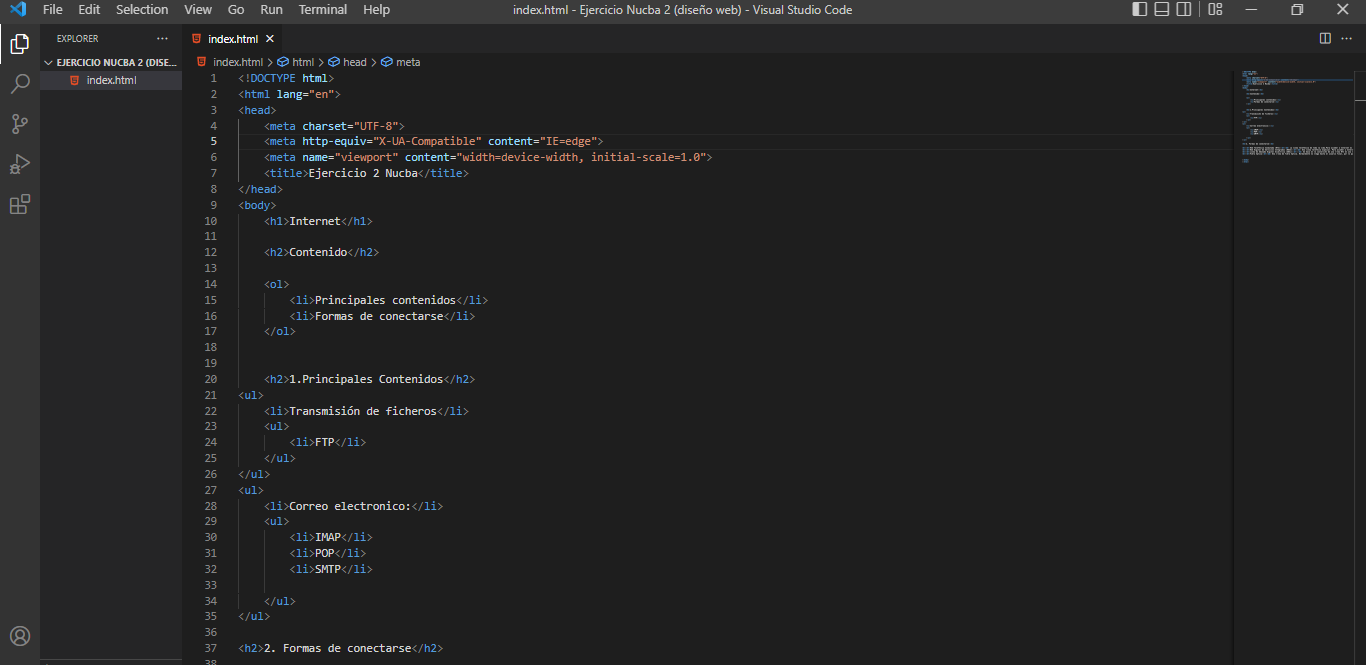 File Edit Selection View Go Run Terminal Help
index.html - Ejercicio Nucba 2 (diseño web) - Visual Studio Code
EXPLORER ...
EJERCICIO NUCBA 2 (DISE...
index.html
index.html ×
index.html > html > head > meta
1 <!DOCTYPE html>
2 <html lang="en">
3 <head>
4     <meta charset="UTF-8">
5     <meta http-equiv="X-UA-Compatible" content="IE=edge">
6     <meta name="viewport" content="width=device-width, initial-scale=1.0">
7     <title>Ejercicio 2 Nucba</title>
8 </head>
9 <body>
10     <h1>Internet</h1>
11
12     <h2>Contenido</h2>
13
14     <ol>
15         <li>Principales contenidos</li>
16         <li>Formas de conectarse</li>
17     </ol>
18
19
20     <h2>1.Principales Contenidos</h2>
21 <ul>
22     <li>Transmisión de ficheros</li>
23     <ul>
24         <li>FTP</li>
25     </ul>
26 </ul>
27 <ul>
28     <li>Correo electronico:</li>
29     <ul>
30         <li>IMAP</li>
31         <li>POP</li>
32         <li>SMTP</li>
33
34     </ul>
35 </ul>
36
37 <h2>2. Formas de conectarse</h2>
38